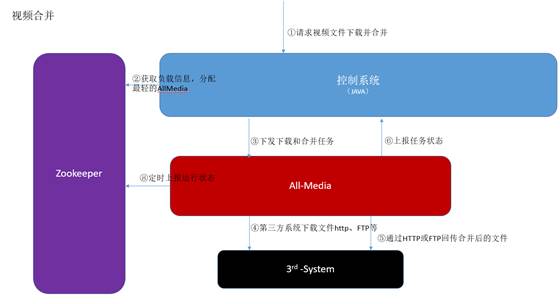 视频合并
①请求视频文件下载并合并
控制系统
（JAVA）
②获取负载信息，分配
最轻的AllMedia
③下发下载和合并任务
⑥上报任务状态
Zookeeper
⓪定时上报运行状态
All-Media
④第三方系统下载文件http、FTP等
⑤通过HTTP或FTP回传合并后的文件
3rd -System